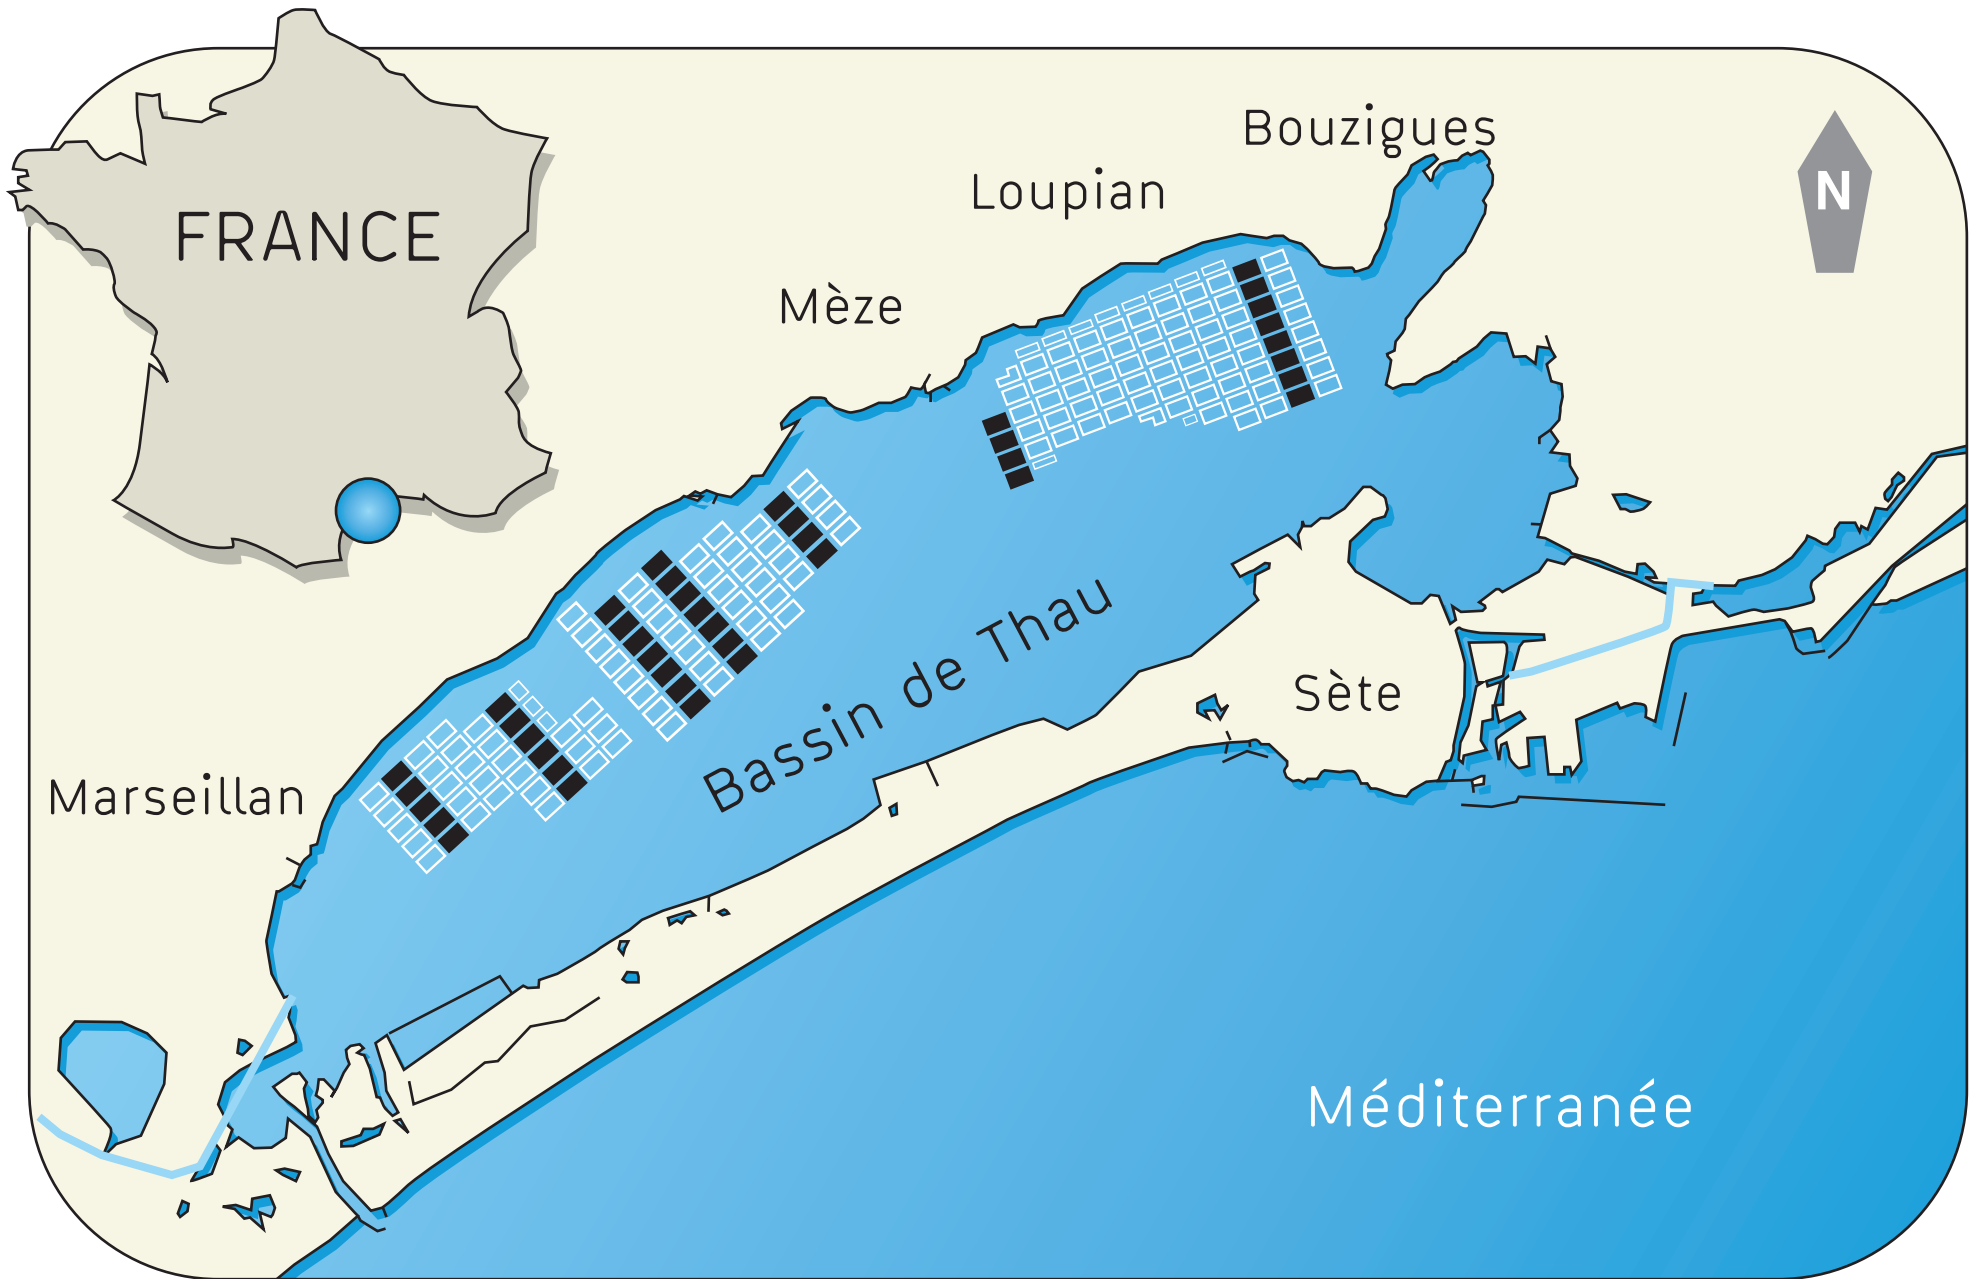 Bouzigues
Loupian
N
FRANCE
Mèze
Bassin de Thau
Sète
Marseillan
Méditerranée